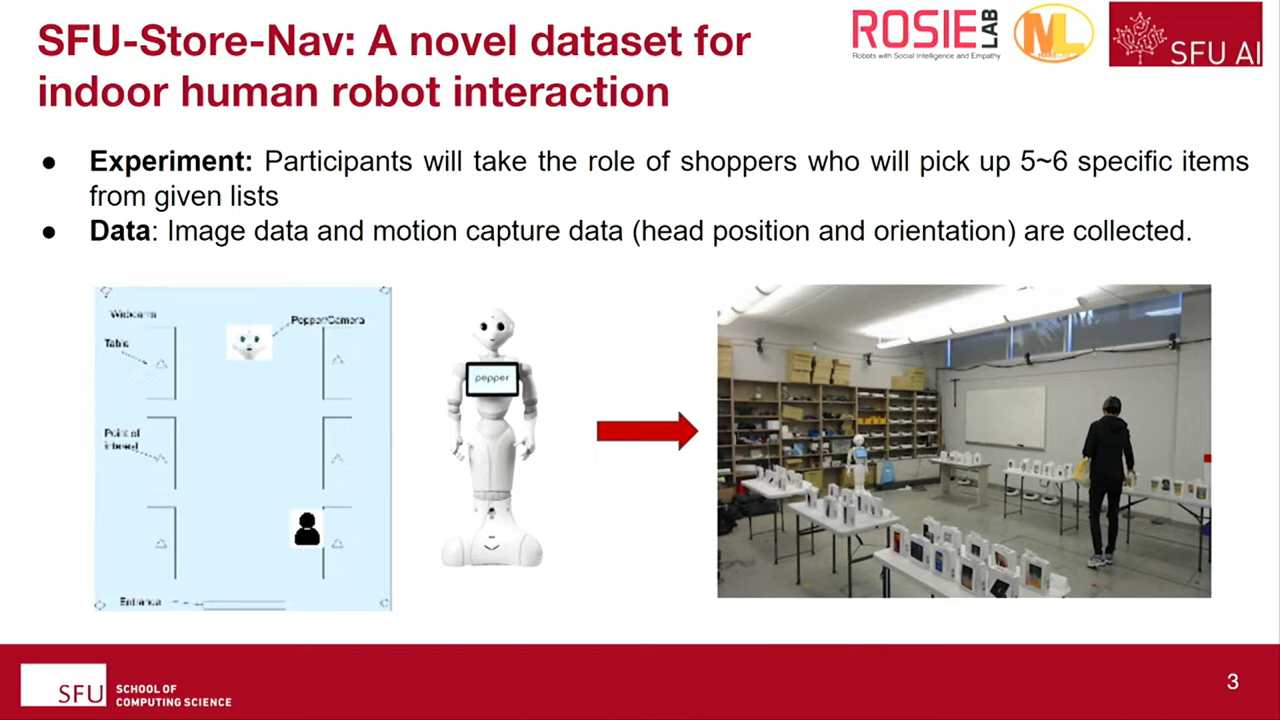 SFU-Store-Nav: A novel dataset for
indoor human robot interaction
ROSIE LAB
Robots with Social Intelligence and Empathy
ML
SFU AI
● Experiment: Participants will take the role of shoppers who will pick up 5~6 specific items
from given lists
● Data: Image data and motion capture data (head position and orientation) are collected.
Webcams
Pepper/Camera
Table
Point of
interest
Entrance
pepper
SFU
SCHOOL OF
COMPUTING SCIENCE
3